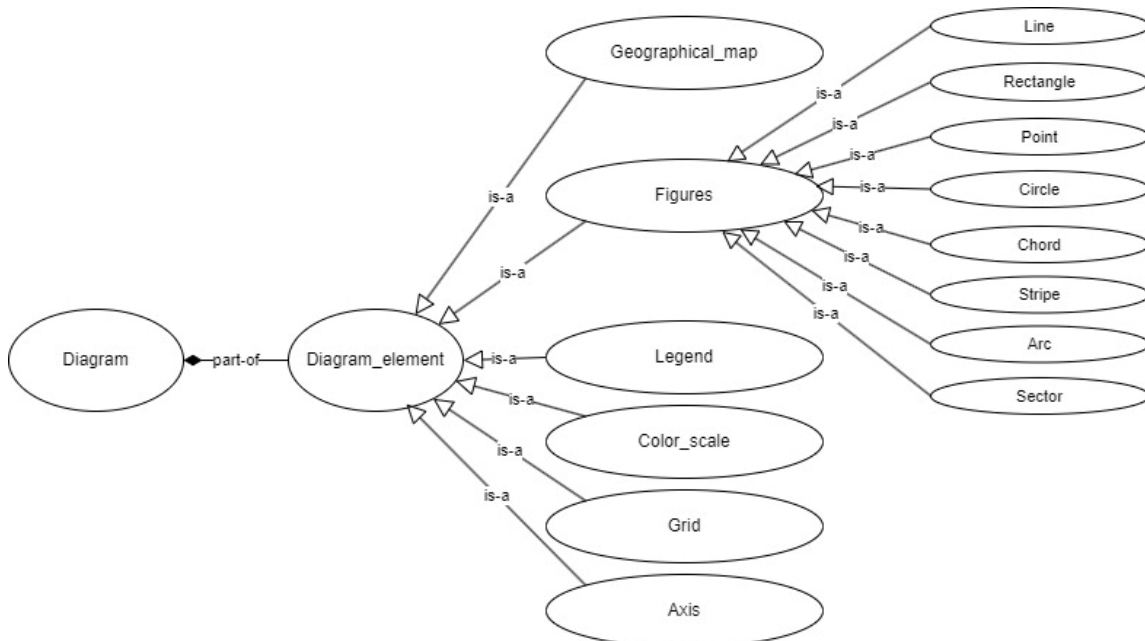 Line
Geographical_map
Rectangle
is-a
is-a
is-a
Point
is-a
Figures
is-a
Circle
is-a
is-a
Chord
is-a
is-a
is-a
Stripe
is-a
Arc
Diagram
part-of
Diagram_element
is-a
Legend
Sector
is-a
Color_scale
is-a
is-a
Grid
Axis